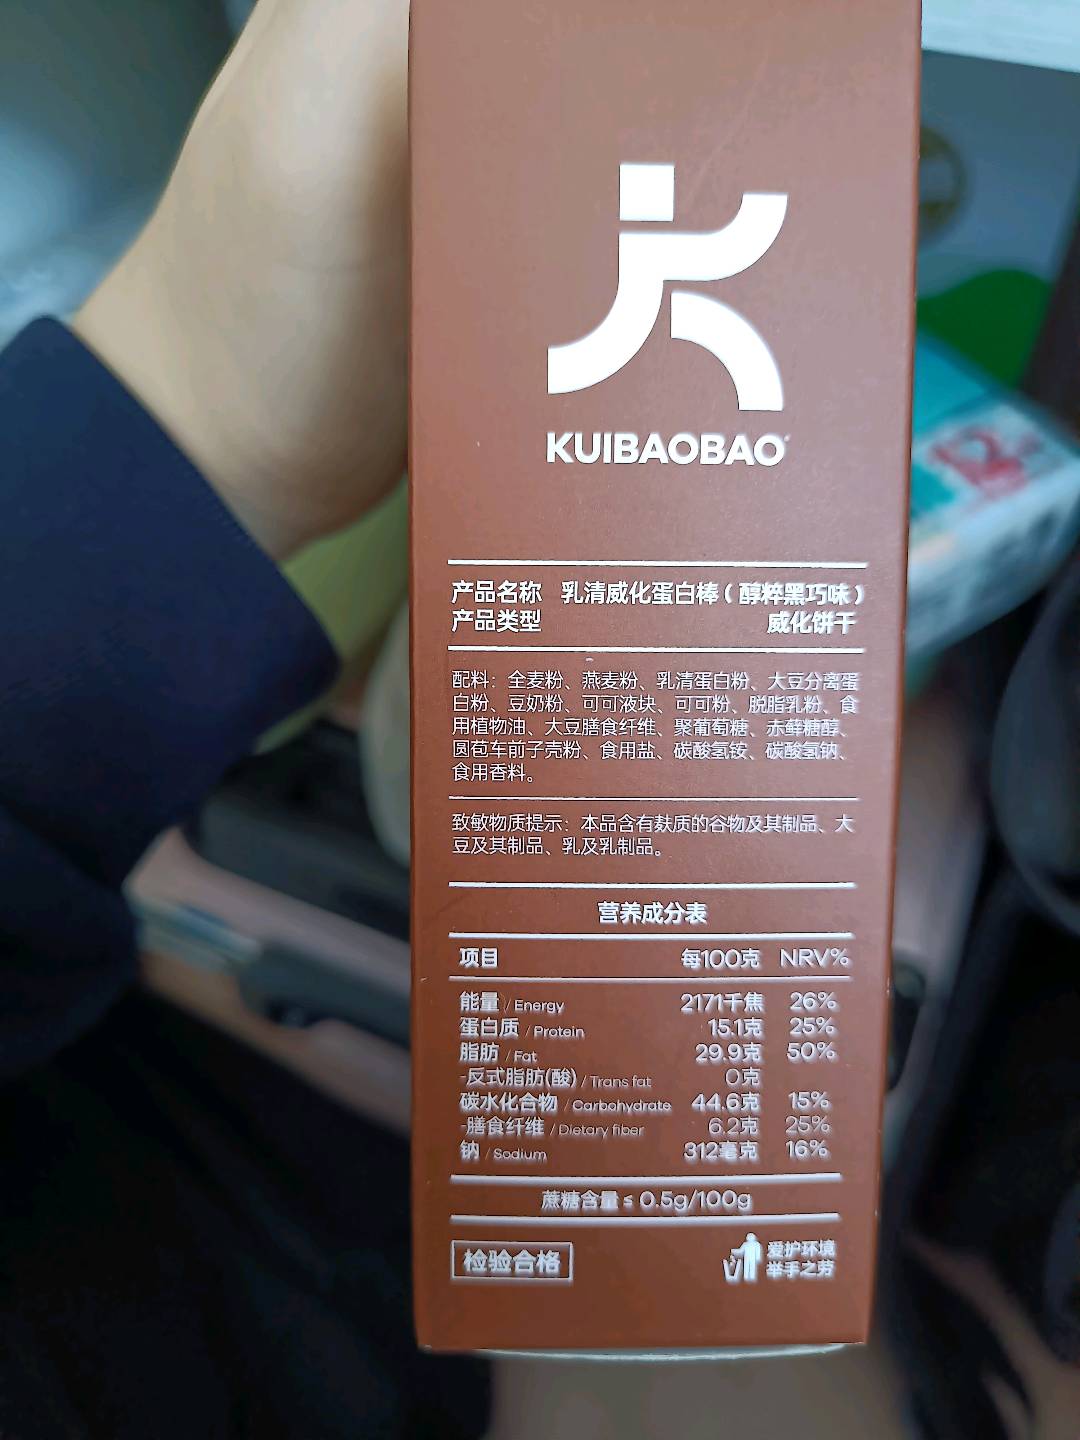 KUIBAOBAO
产品名称 乳清威化蛋白棒（醇粹黑巧味）
产品类型 威化饼干
配料：全麦粉、燕麦粉、乳清蛋白粉、大豆分离蛋
白粉、豆奶粉、可可液块、可可粉、脱脂乳粉、食
用植物油、大豆膳食纤维、聚葡萄糖、赤藓糖醇、
圆苞车前子壳粉、食用盐、碳酸氢铵、碳酸氢钠、
食用香料。
致敏物质提示：本品含有麸质的谷物及其制品、大
豆及其制品、乳及乳制品。
营养成分表
项目 每100克 NRV%
能量 / Energy 2171千焦 26%
蛋白质 / Protein 15.1克 25%
脂肪 / Fat 29.9克 50%
-反式脂肪(酸) / Trans fat 0克
碳水化合物 / Carbohydrate 44.6克 15%
-膳食纤维 / Dietary fiber 6.2克 25%
钠 / Sodium 312毫克 16%
蔗糖含量 ≤ 0.5g/100g
检验合格
爱护环境
举手之劳